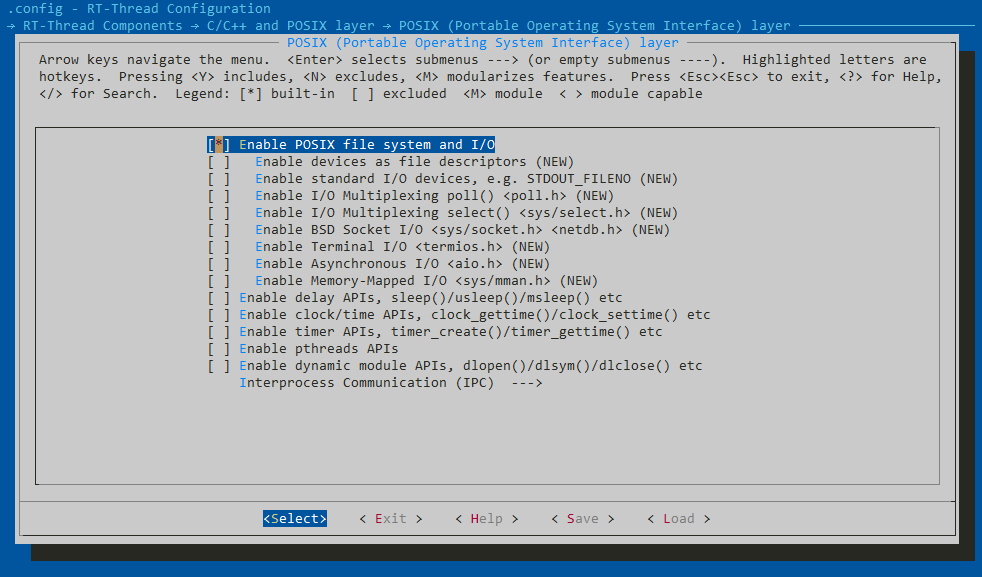 .config - RT-Thread Configuration
→ RT-Thread Components → C/C++ and POSIX layer → POSIX (Portable Operating System Interface) layer
POSIX (Portable Operating System Interface) layer
Arrow keys navigate the menu.  <Enter> selects submenus ---> (or empty submenus ----).  Highlighted letters are
hotkeys.  Pressing <Y> includes, <N> excludes, <M> modularizes features.  Press <Esc><Esc> to exit, <?> for Help,
</> for Search.  Legend: [*] built-in  [ ] excluded  <M> module  < > module capable
[*] Enable POSIX file system and I/O
[ ]   Enable devices as file descriptors (NEW)
[ ]   Enable standard I/O devices, e.g. STDOUT_FILENO (NEW)
[ ]   Enable I/O Multiplexing poll() <poll.h> (NEW)
[ ]   Enable I/O Multiplexing select() <sys/select.h> (NEW)
[ ]   Enable BSD Socket I/O <sys/socket.h> <netdb.h> (NEW)
[ ]   Enable Terminal I/O <termios.h> (NEW)
[ ]   Enable Asynchronous I/O <aio.h> (NEW)
[ ]   Enable Memory-Mapped I/O <sys/mman.h> (NEW)
[ ] Enable delay APIs, sleep()/usleep()/msleep() etc
[ ] Enable clock/time APIs, clock_gettime()/clock_settime() etc
[ ] Enable timer APIs, timer_create()/timer_gettime() etc
[ ] Enable pthreads APIs
[ ] Enable dynamic module APIs, dlopen()/dlsym()/dlclose() etc
Interprocess Communication (IPC)  --->
<Select>    < Exit >    < Help >    < Save >    < Load >